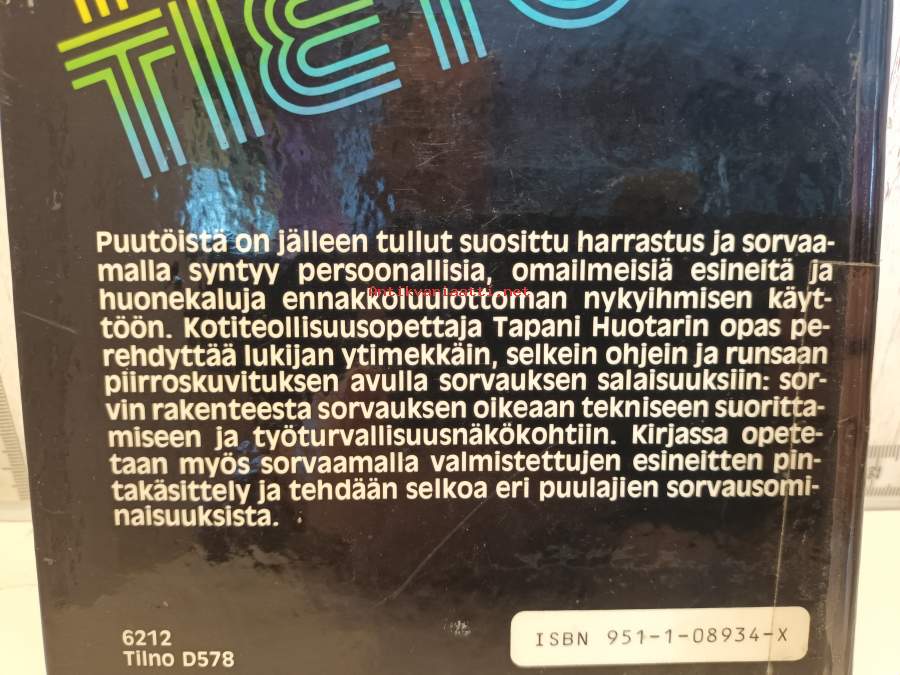 TIETO
Puutöistä on jälleen tullut suosittu harrastus ja sorvaa-
malla syntyy persoonallisia, omailmeisiä esineitä ja
huonekaluja ennakkoluulottoman nykyihmisen käyt-
Antikvariaatti.net
töön. Kotiteollisuusopettaja Tapani Huotarin opas pe-
rehdyttää lukijan ytimekkäin, selkein ohjein ja runsaan
piirroskuvituksen avulla sorvauksen salaisuuksiin: sor-
vin rakenteesta sorvauksen oikeaan tekniseen suoritta-
miseen ja työturvallisuusnäkökohtiin. Kirjassa opete-
taan myös sorvaamalla valmistettujen esineitten pin-
takäsittely ja tehdään selkoa eri puulajien sorvausomi-
naisuuksista.
6212
Tilno D578
ISBN 951-1-08934-X